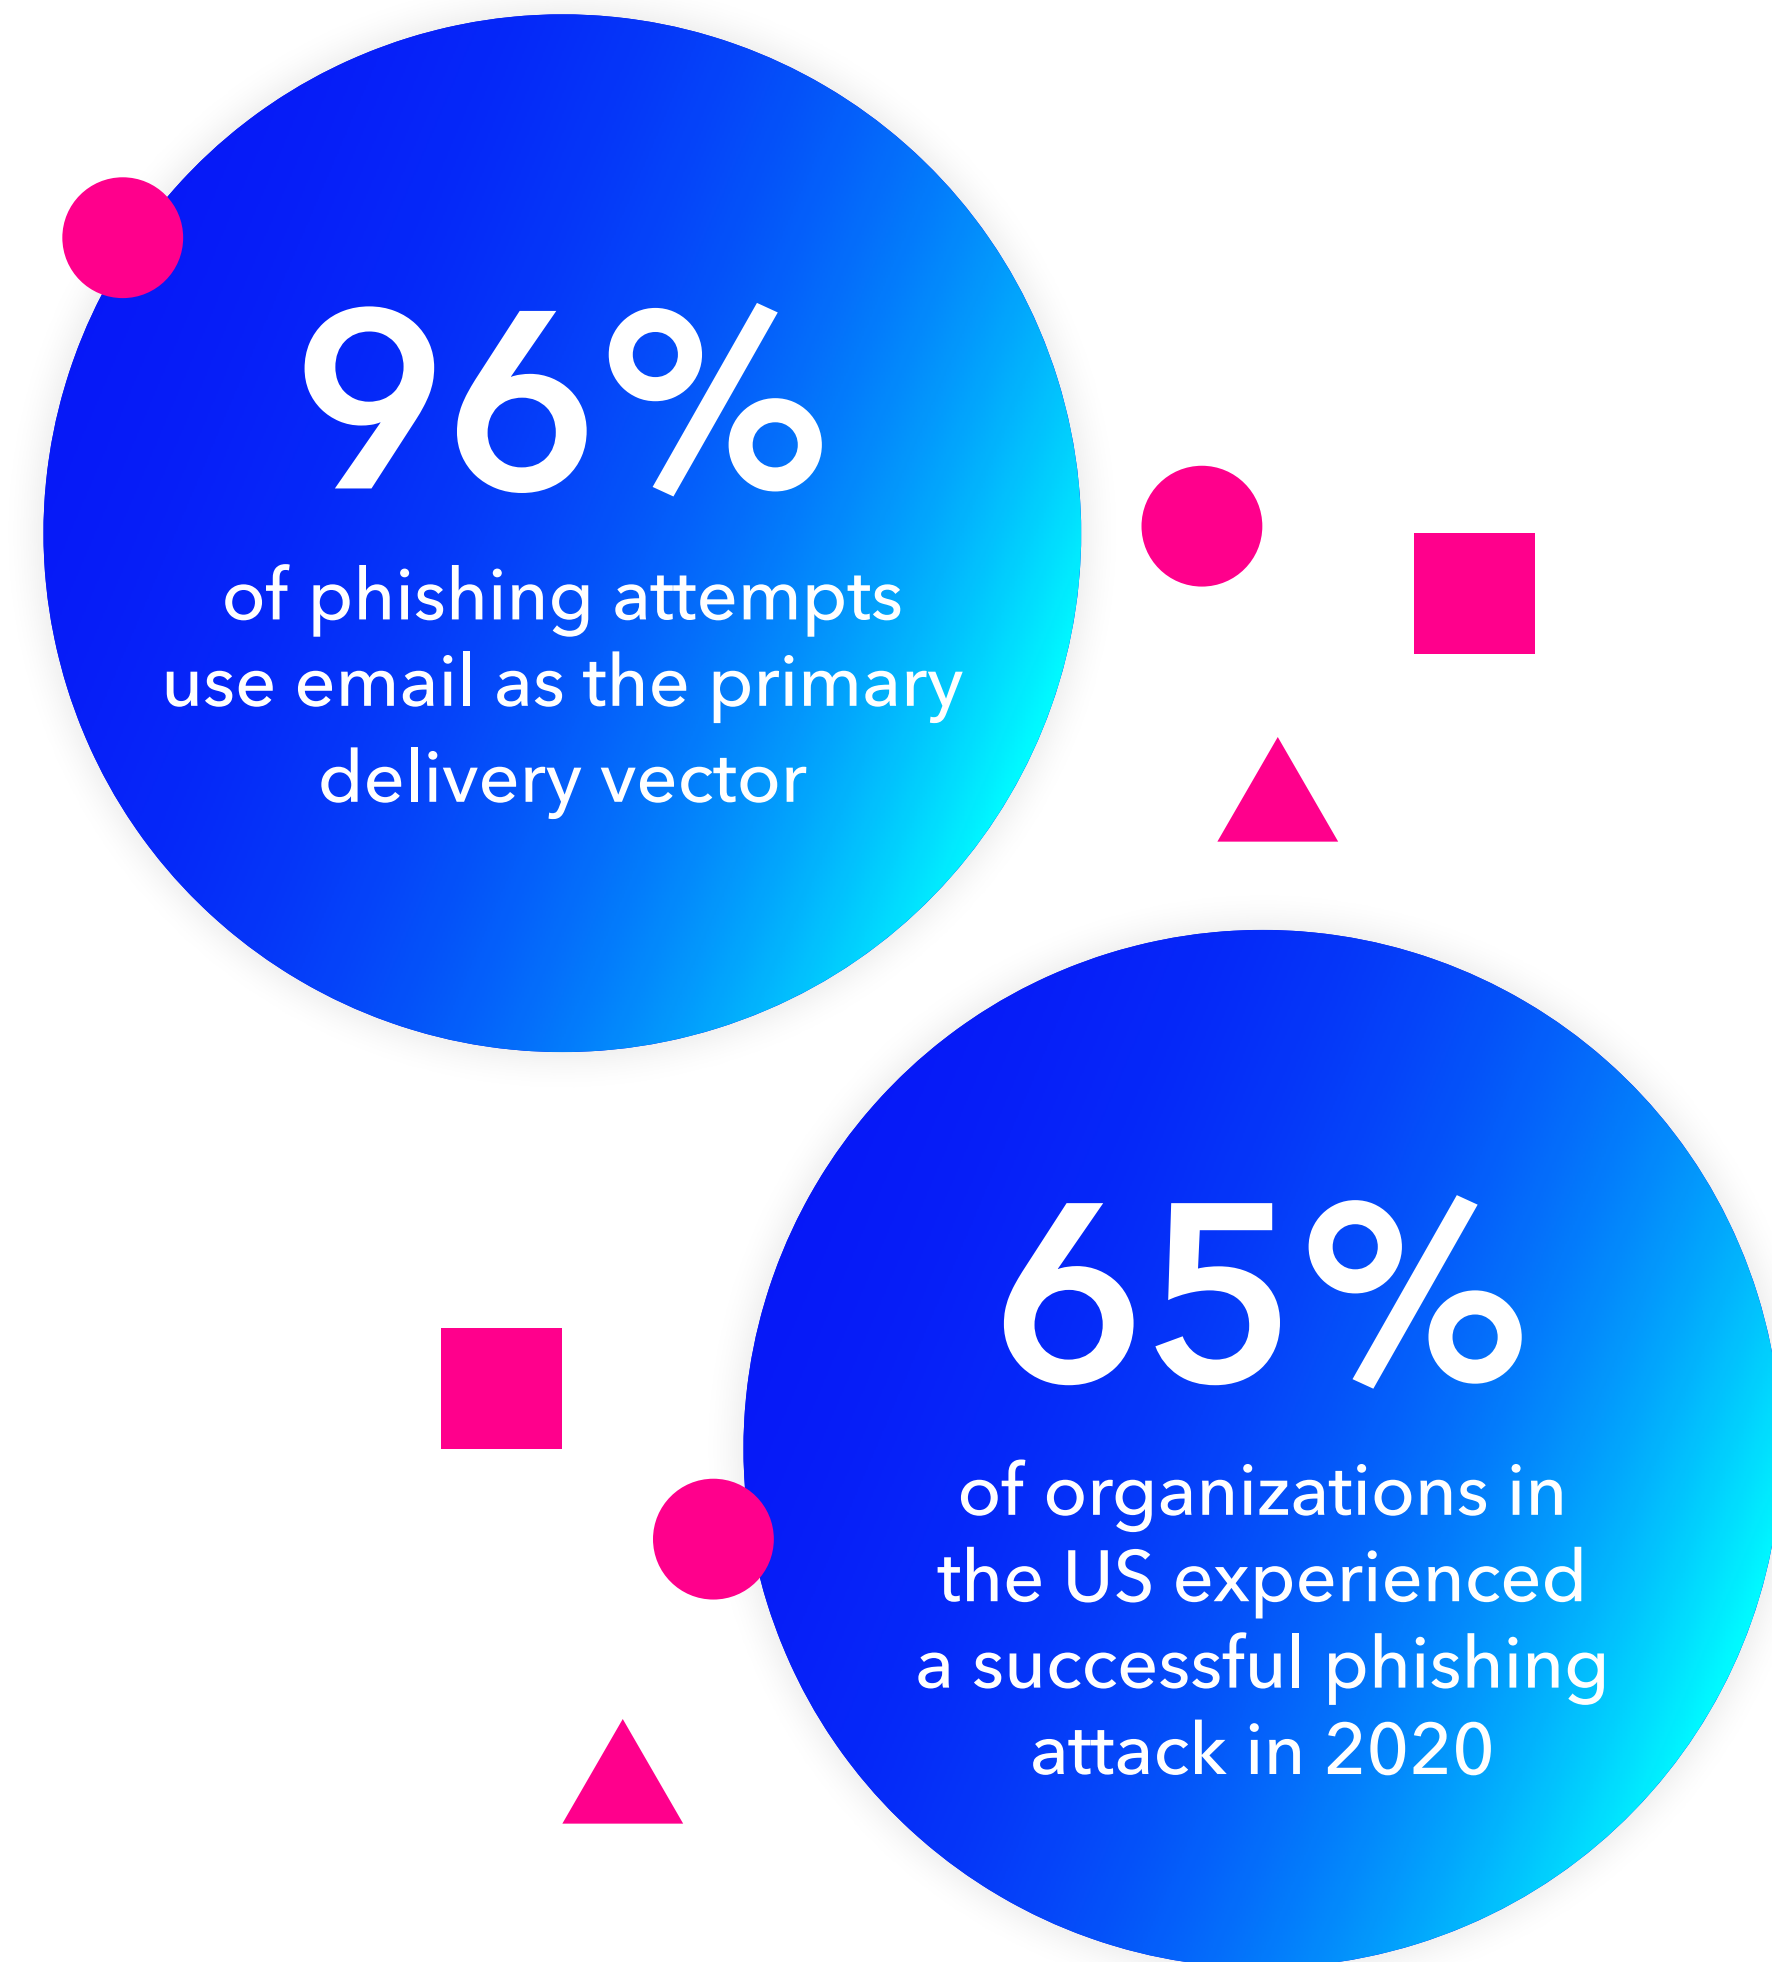 96%
of phishing attempts
use email as the primary
delivery vector
65%
of organizations in
the US experienced
a successful phishing
attack in 2020